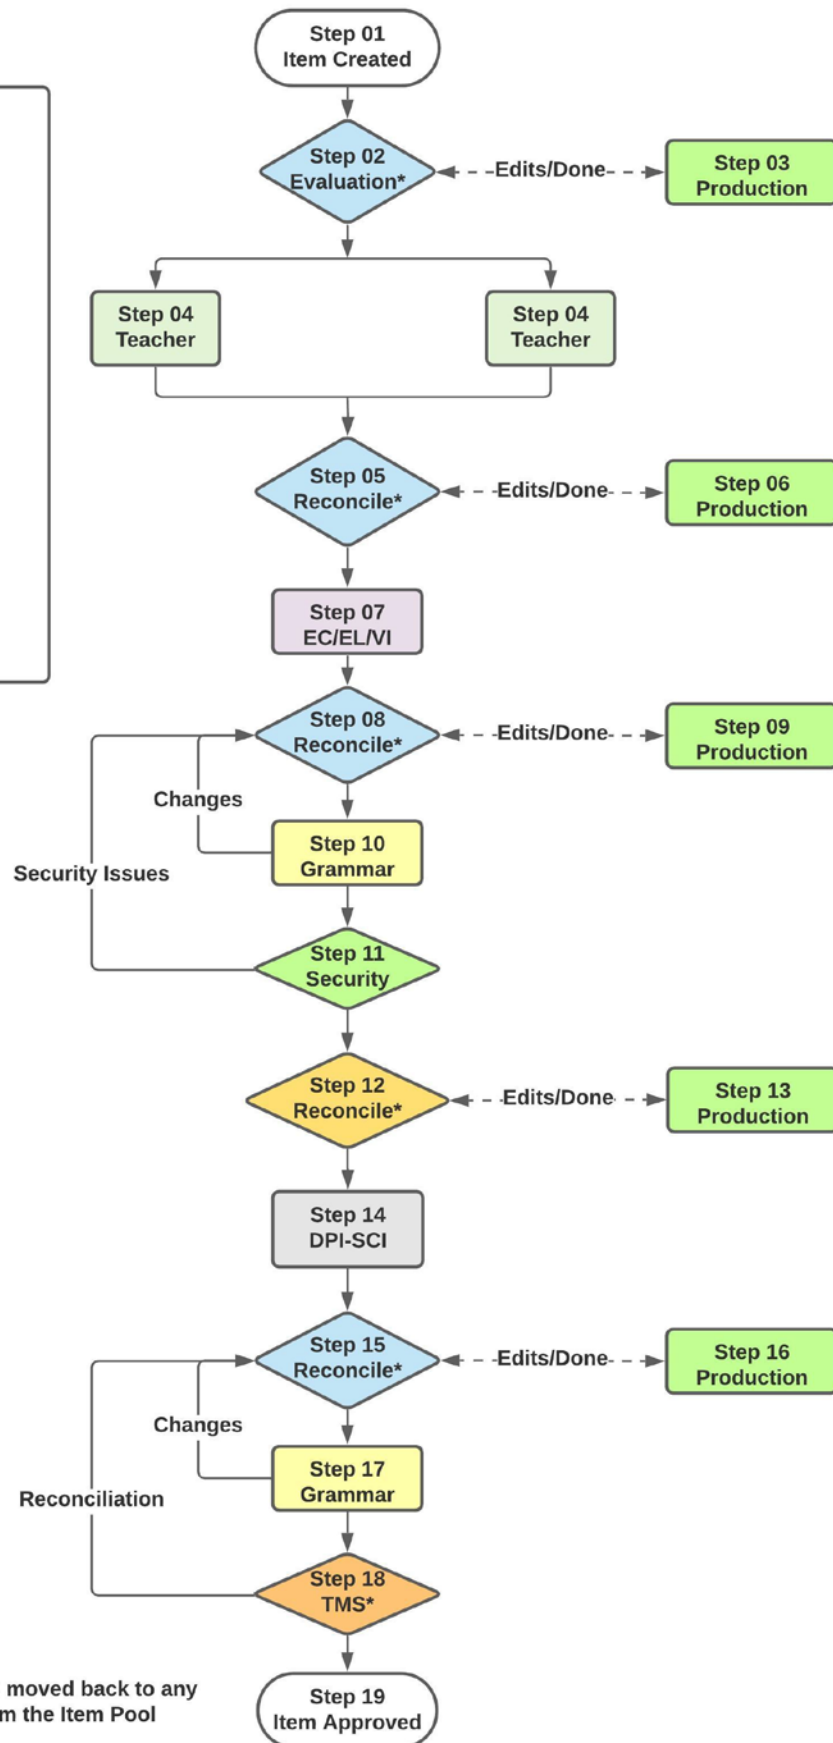 Step 01
Item Created
Step 02
Evaluation*
Edits/Done
Step 03
Production
Step 04
Teacher
Step 04
Teacher
Step 05
Reconcile*
Edits/Done
Step 06
Production
Step 07
EC/EL/VI
Step 08
Reconcile*
Edits/Done
Step 09
Production
Changes
Step 10
Grammar
Security Issues
Step 11
Security
Step 12
Reconcile*
Edits/Done
Step 13
Production
Step 14
DPI-SCI
Step 15
Reconcile*
Edits/Done
Step 16
Production
Changes
Step 17
Grammar
Reconciliation
Step 18
TMS*
moved back to any
the Item Pool
Step 19
Item Approved